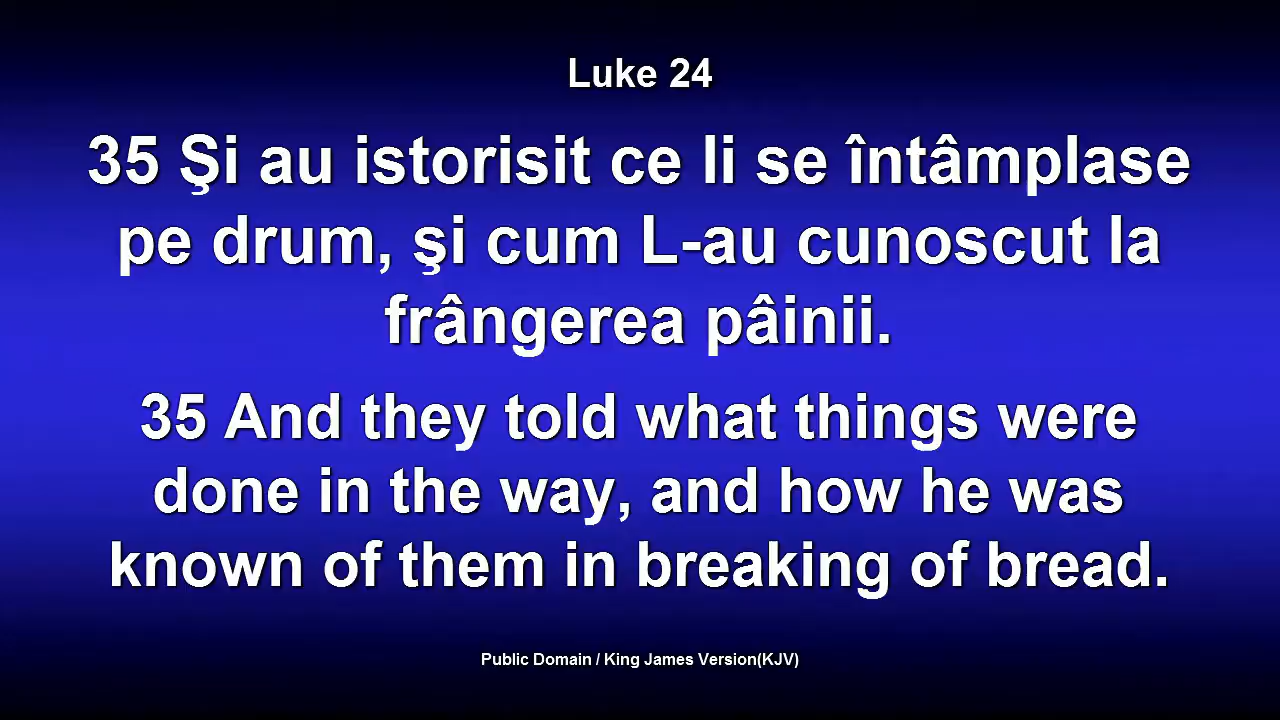 Luke 24
35 Şi au istorisit ce li se întâmplase
pe drum, şi cum L-au cunoscut la
frângerea pâinii.
35 And they told what things were
done in the way, and how he was
known of them in breaking of bread.
Public Domain / King James Version(KJV)